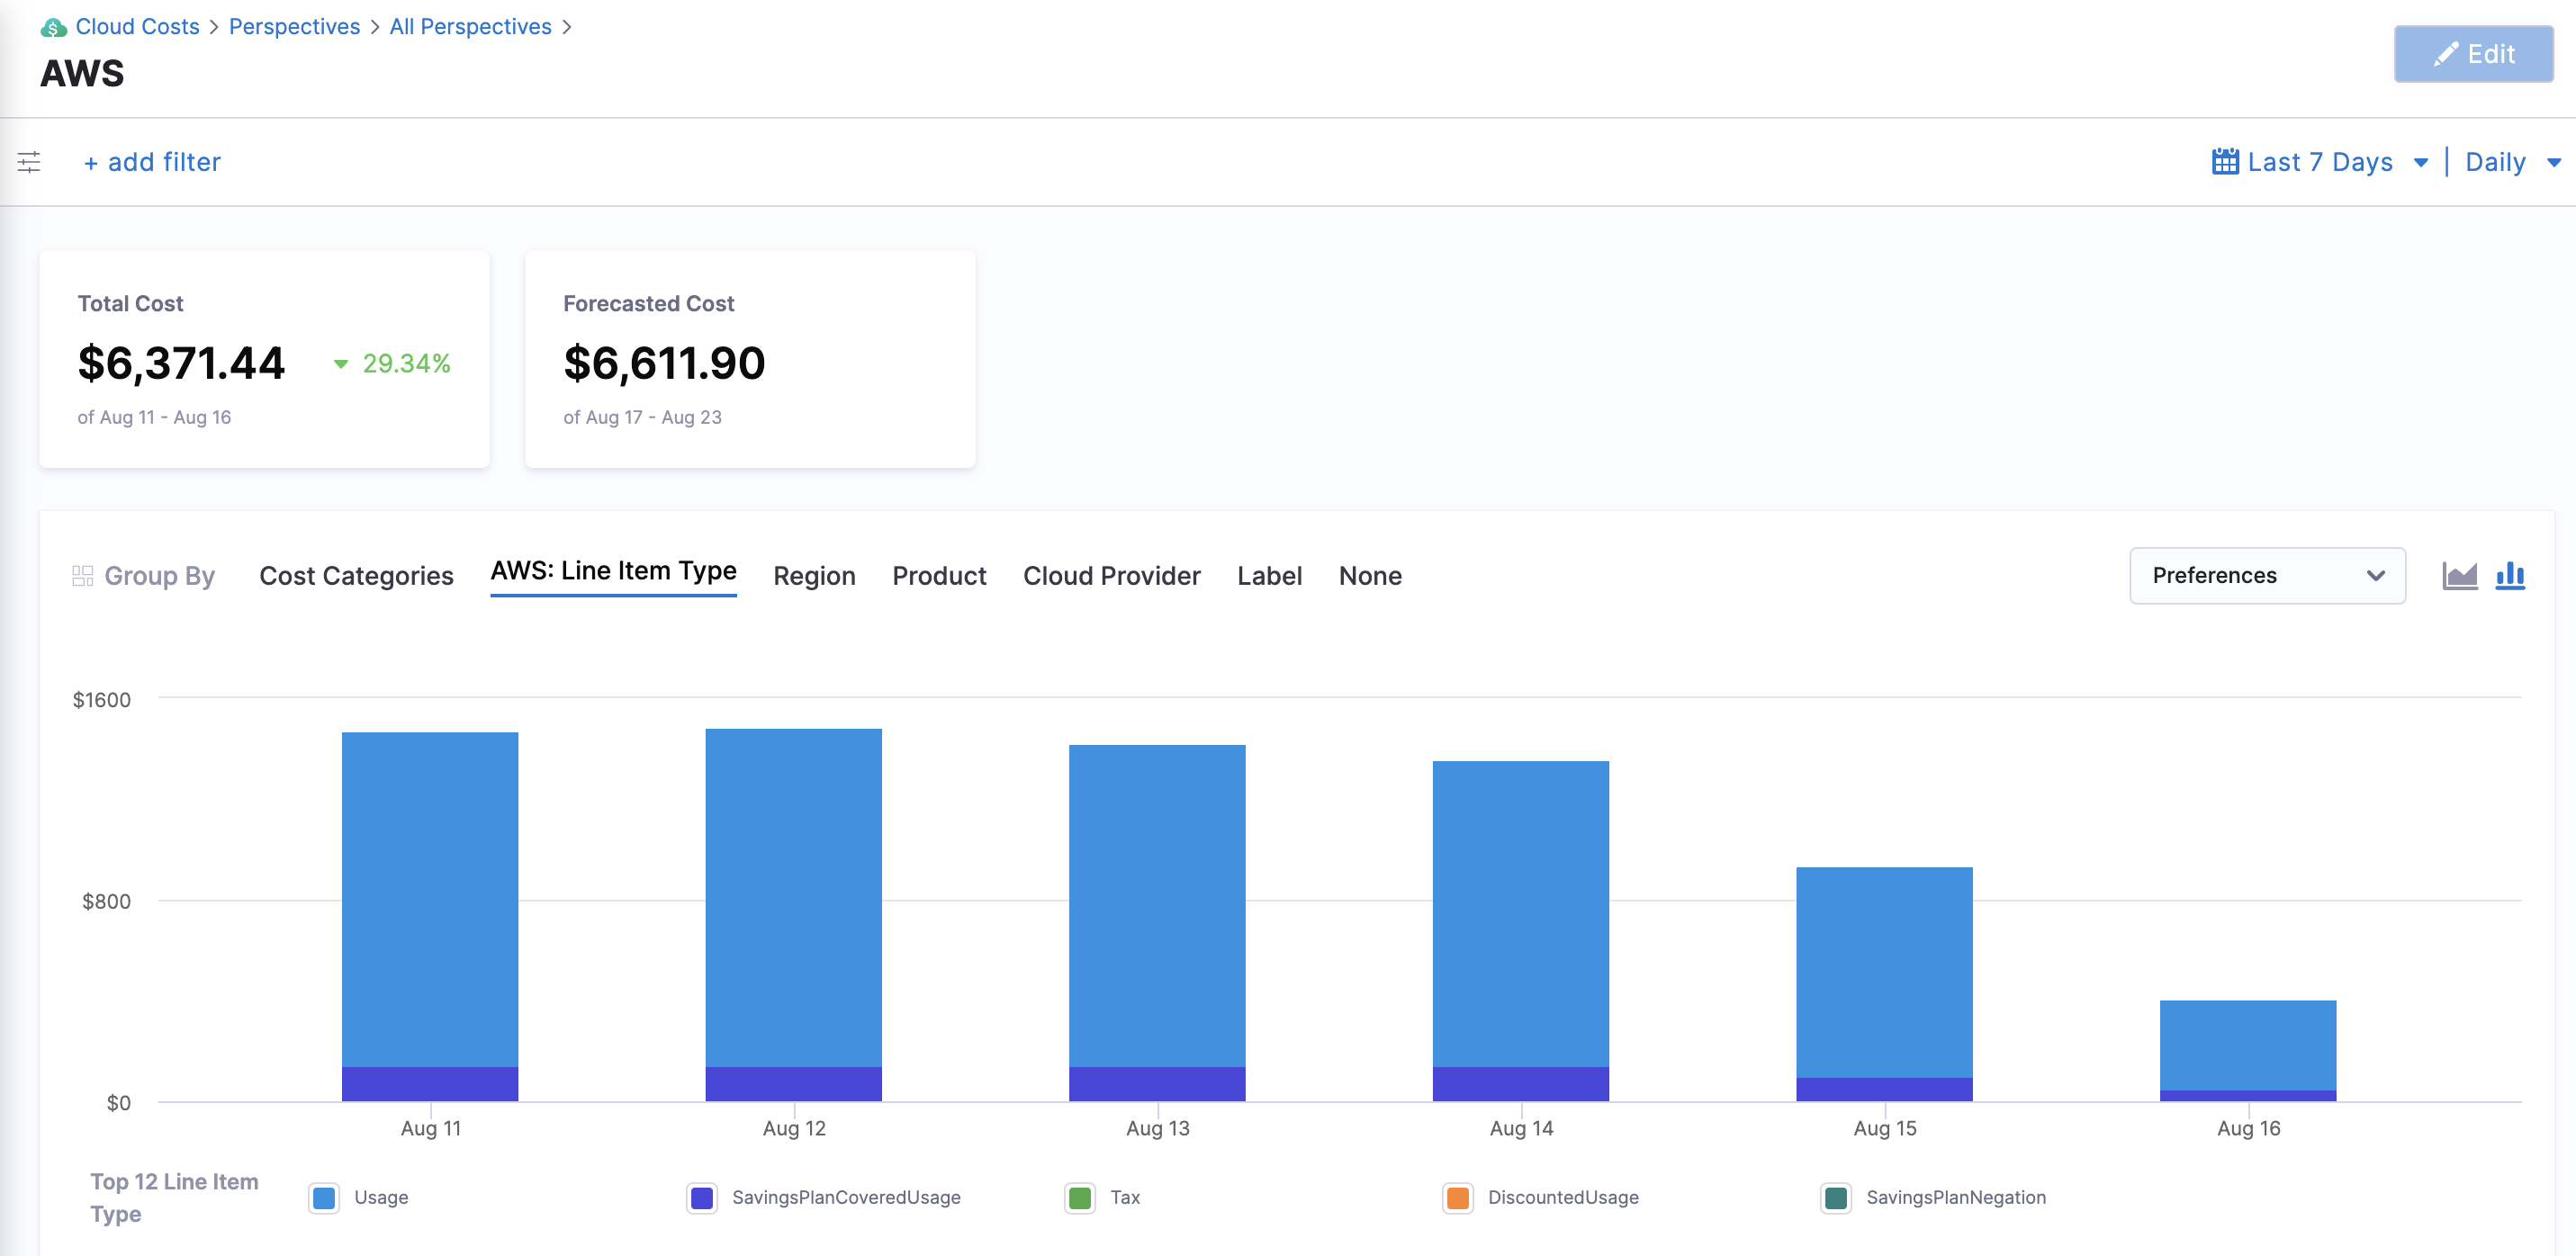 Cloud Costs > Perspectives > All Perspectives >
AWS
Edit
+ add filter
Last 7 Days | Daily
Total Cost
$6,371.44 29.34%
of Aug 11 - Aug 16
Forecasted Cost
$6,611.90
of Aug 17 - Aug 23
Group By Cost Categories AWS: Line Item Type Region Product Cloud Provider Label None Preferences
$1600
$800
$0
Aug 11 Aug 12 Aug 13 Aug 14 Aug 15 Aug 16
Top 12 Line Item
Type
Usage SavingsPlanCoveredUsage Tax DiscountedUsage SavingsPlanNegation